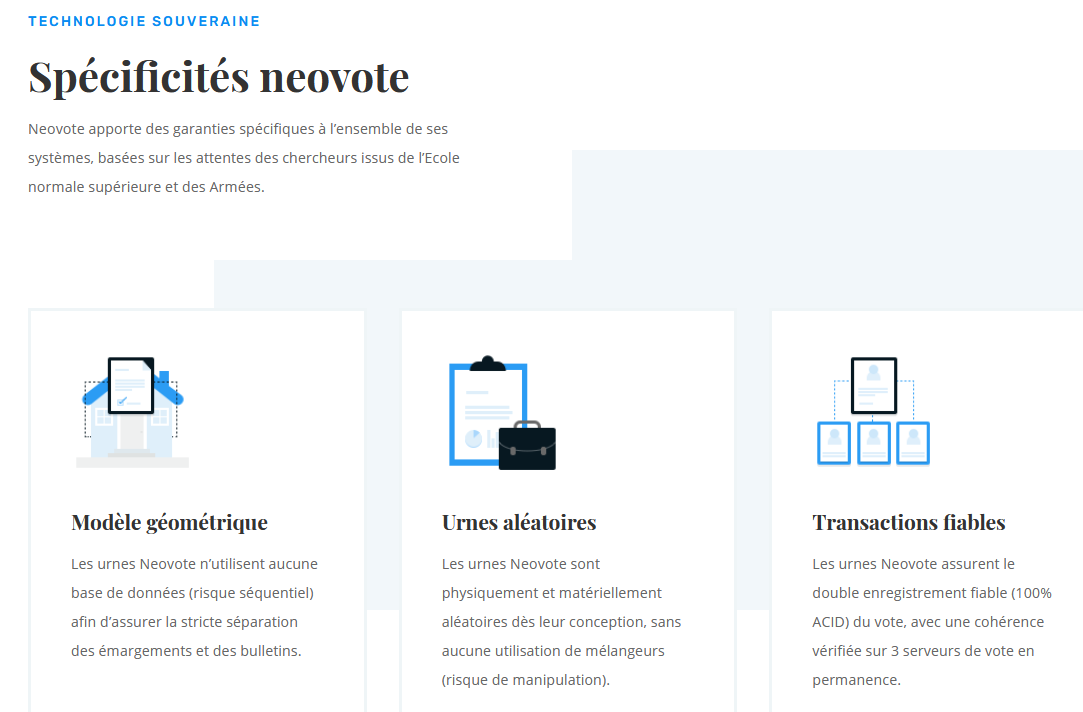 TECHNOLOGIE SOUVERAINE
Spécificités neovote
Neovote apporte des garanties spécifiques à l’ensemble de ses
systèmes, basées sur les attentes des chercheurs issus de l’Ecole
normale supérieure et des Armées.
Modèle géométrique
Les urnes Neovote n’utilisent aucune
base de données (risque séquentiel)
afin d’assurer la stricte séparation
des émargements et des bulletins.
Urnes aléatoires
Les urnes Neovote sont
physiquement et matériellement
aléatoires dès leur conception, sans
aucune utilisation de mélangeurs
(risque de manipulation).
Transactions fiables
Les urnes Neovote assurent le
double enregistrement fiable (100%
ACID) du vote, avec une cohérence
vérifiée sur 3 serveurs de vote en
permanence.